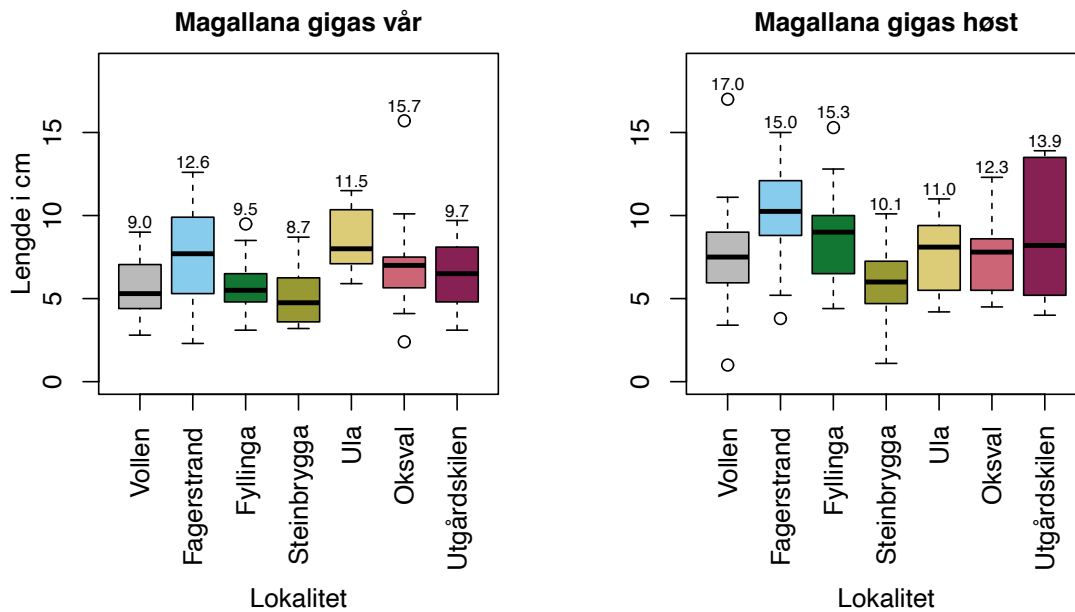 Magallana gigas vår
Lengde i cm
0
5
10
15
9.0
12.6
9.5
8.7
11.5
15.7
9.7
Vollen
Fagerstrand
Fyllinga
Steinbrygga
Ula
Oksval
Utgårdskilen
Lokalitet
Magallana gigas høst
0
5
10
15
17.0
15.0
15.3
10.1
11.0
12.3
13.9
Vollen
Fagerstrand
Fyllinga
Steinbrygga
Ula
Oksval
Utgårdskilen
Lokalitet